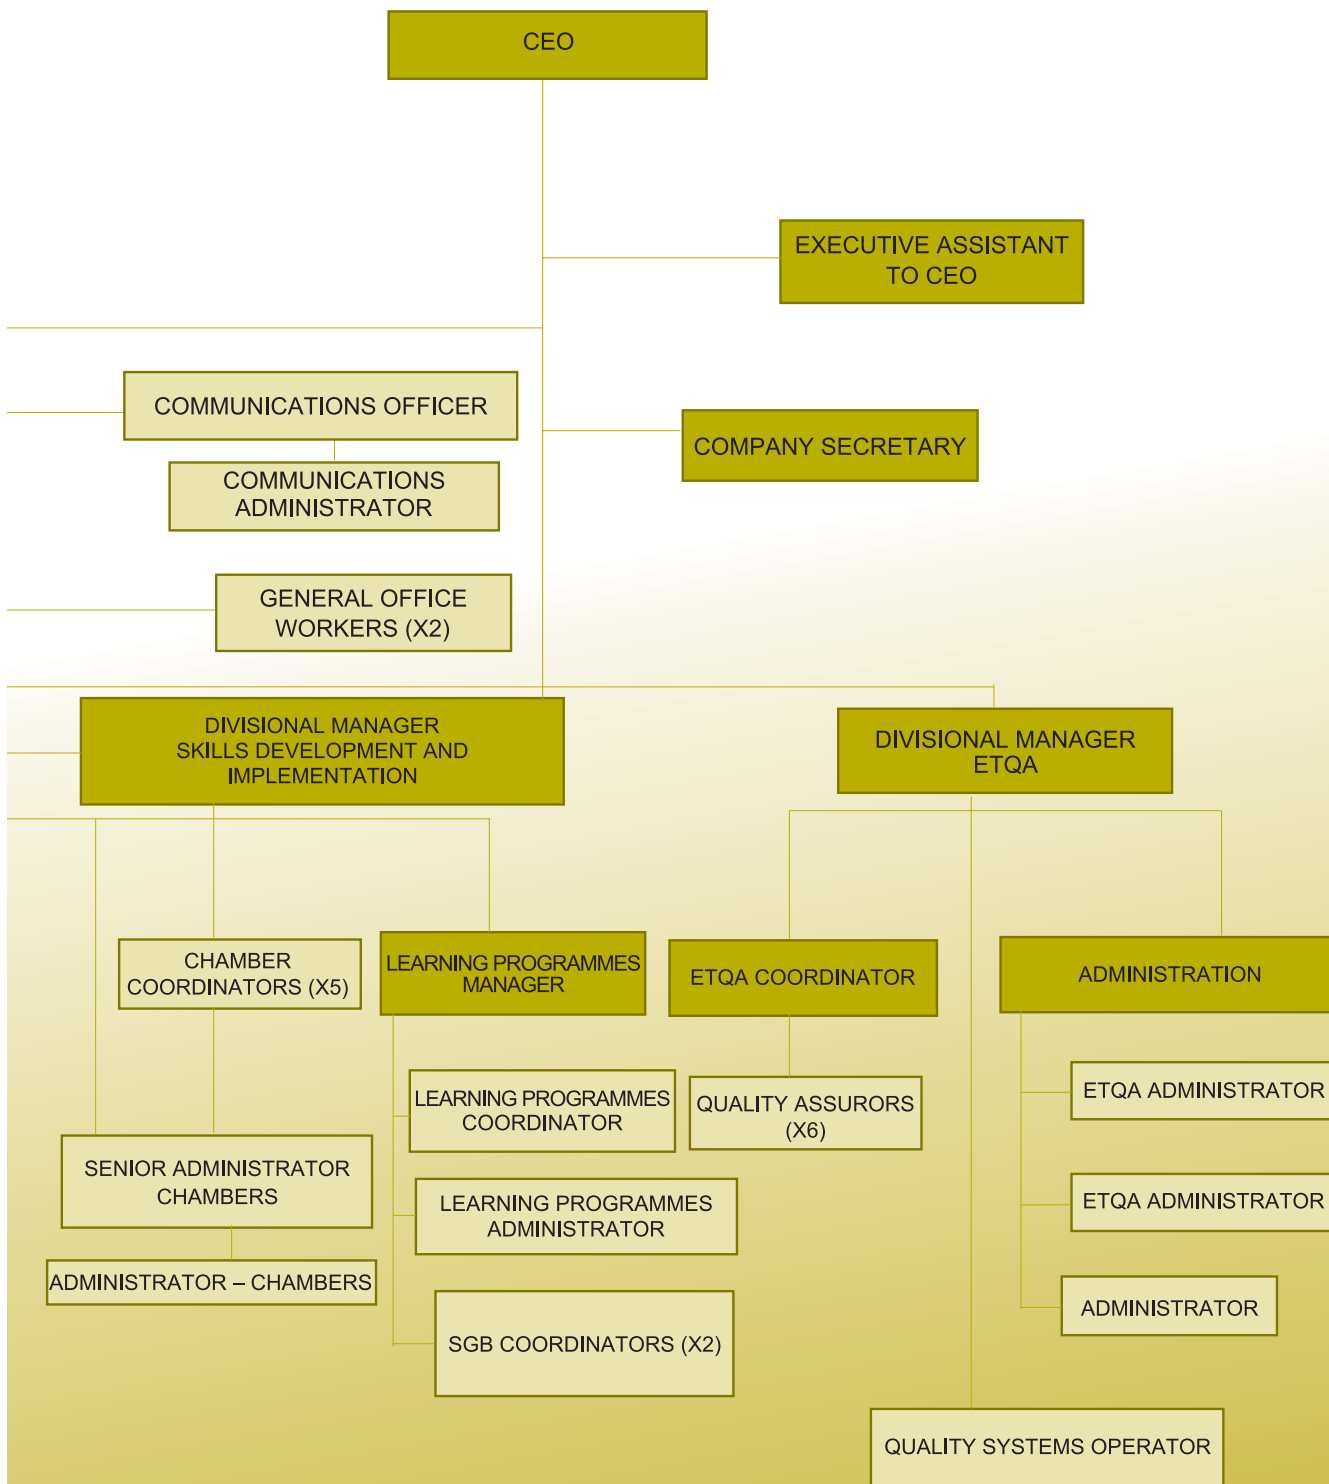 CEO
EXECUTIVE ASSISTANT
TO CEO
COMMUNICATIONS OFFICER
COMPANY SECRETARY
COMMUNICATIONS
ADMINISTRATOR
GENERAL OFFICE
WORKERS (X2)
DIVISIONAL MANAGER
SKILLS DEVELOPMENT AND
IMPLEMENTATION
DIVISIONAL MANAGER
ETQA
CHAMBER
COORDINATORS (X5)
LEARNING PROGRAMMES
MANAGER
ETQA COORDINATOR
ADMINISTRATION
LEARNING PROGRAMMES
COORDINATOR
QUALITY ASSURORS
(X6)
ETQA ADMINISTRATOR
SENIOR ADMINISTRATOR
CHAMBERS
LEARNING PROGRAMMES
ADMINISTRATOR
ETQA ADMINISTRATOR
ADMINISTRATOR – CHAMBERS
SGB COORDINATORS (X2)
ADMINISTRATOR
QUALITY SYSTEMS OPERATOR